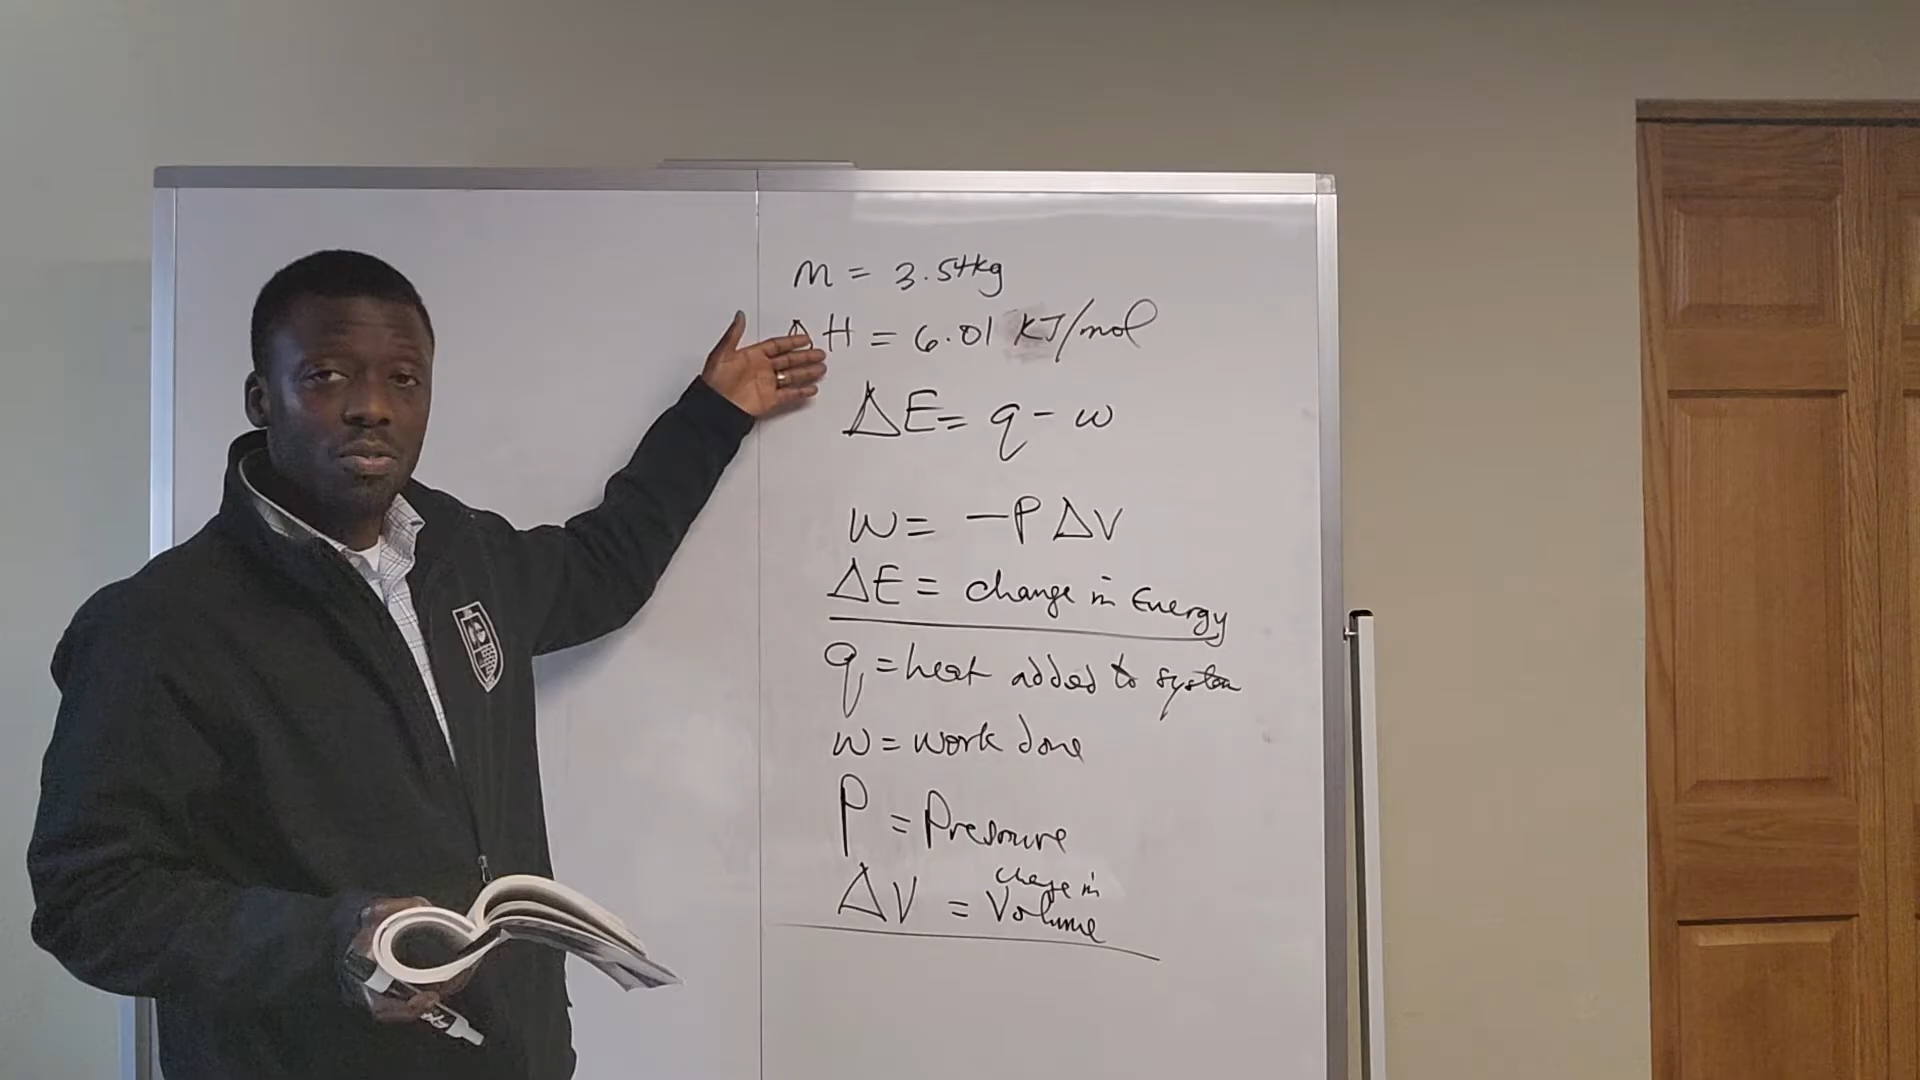 m = 3.54kg
ΔH = 6.01 KJ/mol
ΔE = q - w
w = -PΔV
ΔE = change in Energy
q = heat added to system
w = work done
P = Pressure
ΔV = change in Volume